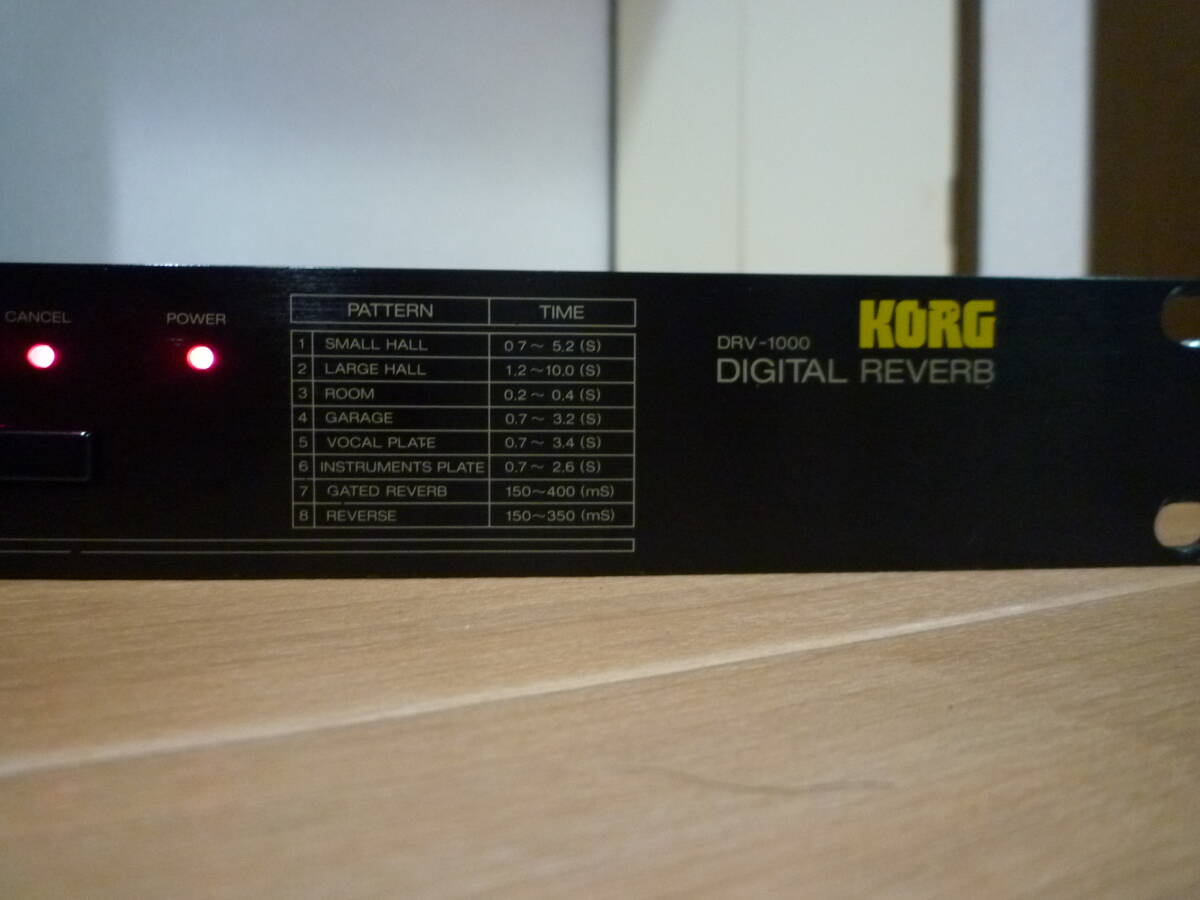 CANCEL
POWER
PATTERN TIME
1 SMALL HALL 0.7~ 5.2 (S)
2 LARGE HALL 1.2~10.0 (S)
3 ROOM 0.2~ 0.4 (S)
4 GARAGE 0.7~ 3.2 (S)
5 VOCAL PLATE 0.7~ 3.4 (S)
6 INSTRUMENTS PLATE 0.7~ 2.6 (S)
7 GATED REVERB 150~400 (mS)
8 REVERSE 150~350 (mS)
KORG
DRV-1000
DIGITAL REVERB